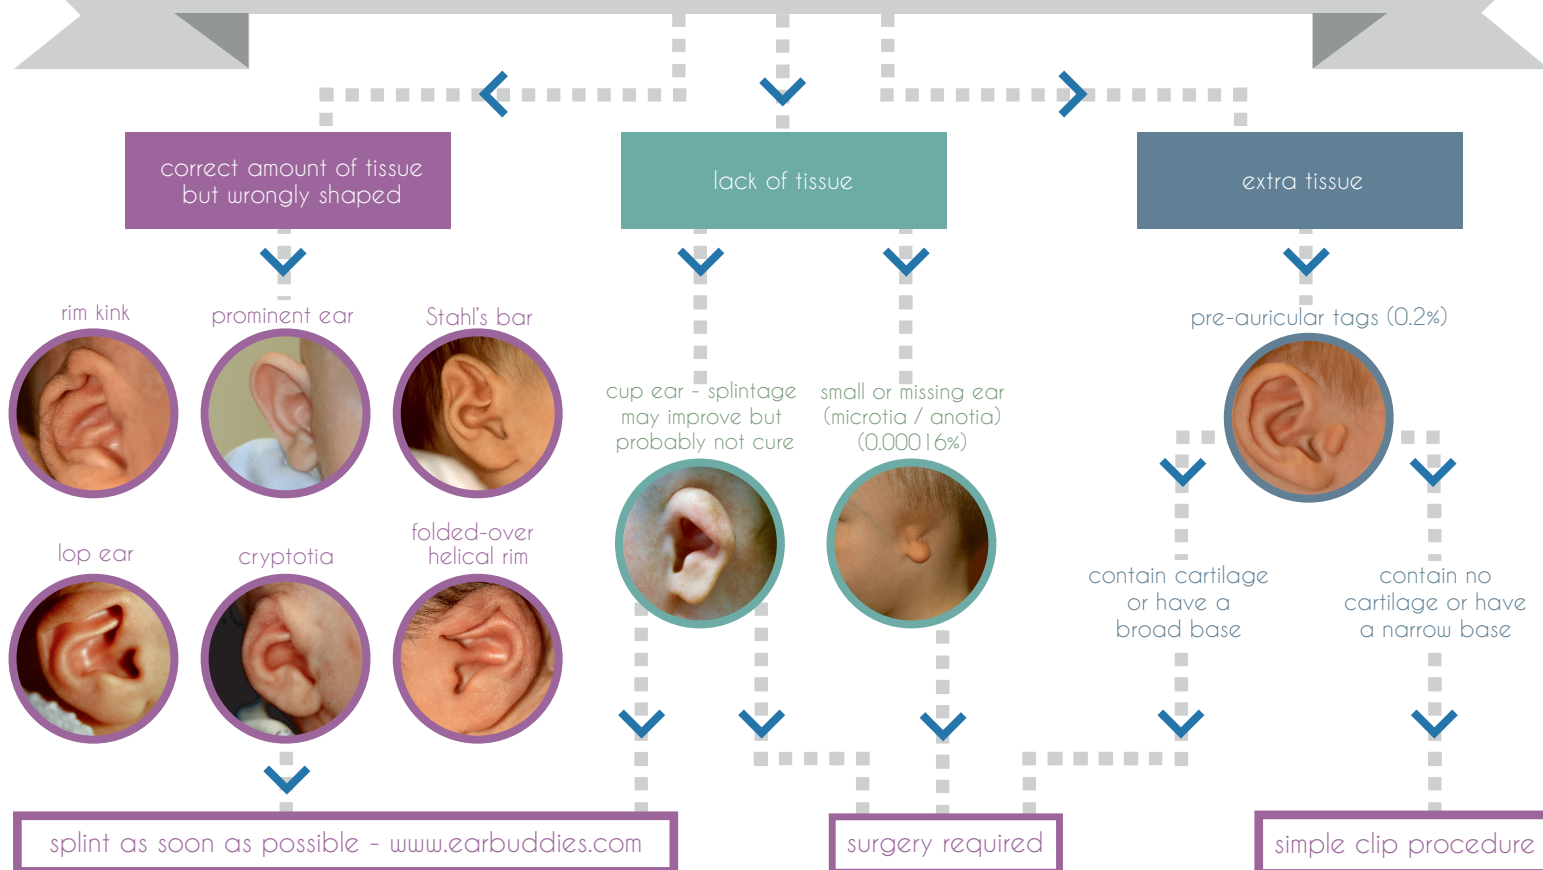 correct amount of tissue
but wrongly shaped
lack of tissue
extra tissue
rim kink
prominent ear
Stahl's bar
pre-auricular tags (0.2%)
cup ear - splintage
may improve but
probably not cure
small or missing ear
(microtia / anotia)
(0.00016%)
lop ear
cryptotia
folded-over
helical rim
contain cartilage
or have a
broad base
contain no
cartilage or have
a narrow base
splint as soon as possible - www.earbuddies.com
surgery required
simple clip procedure